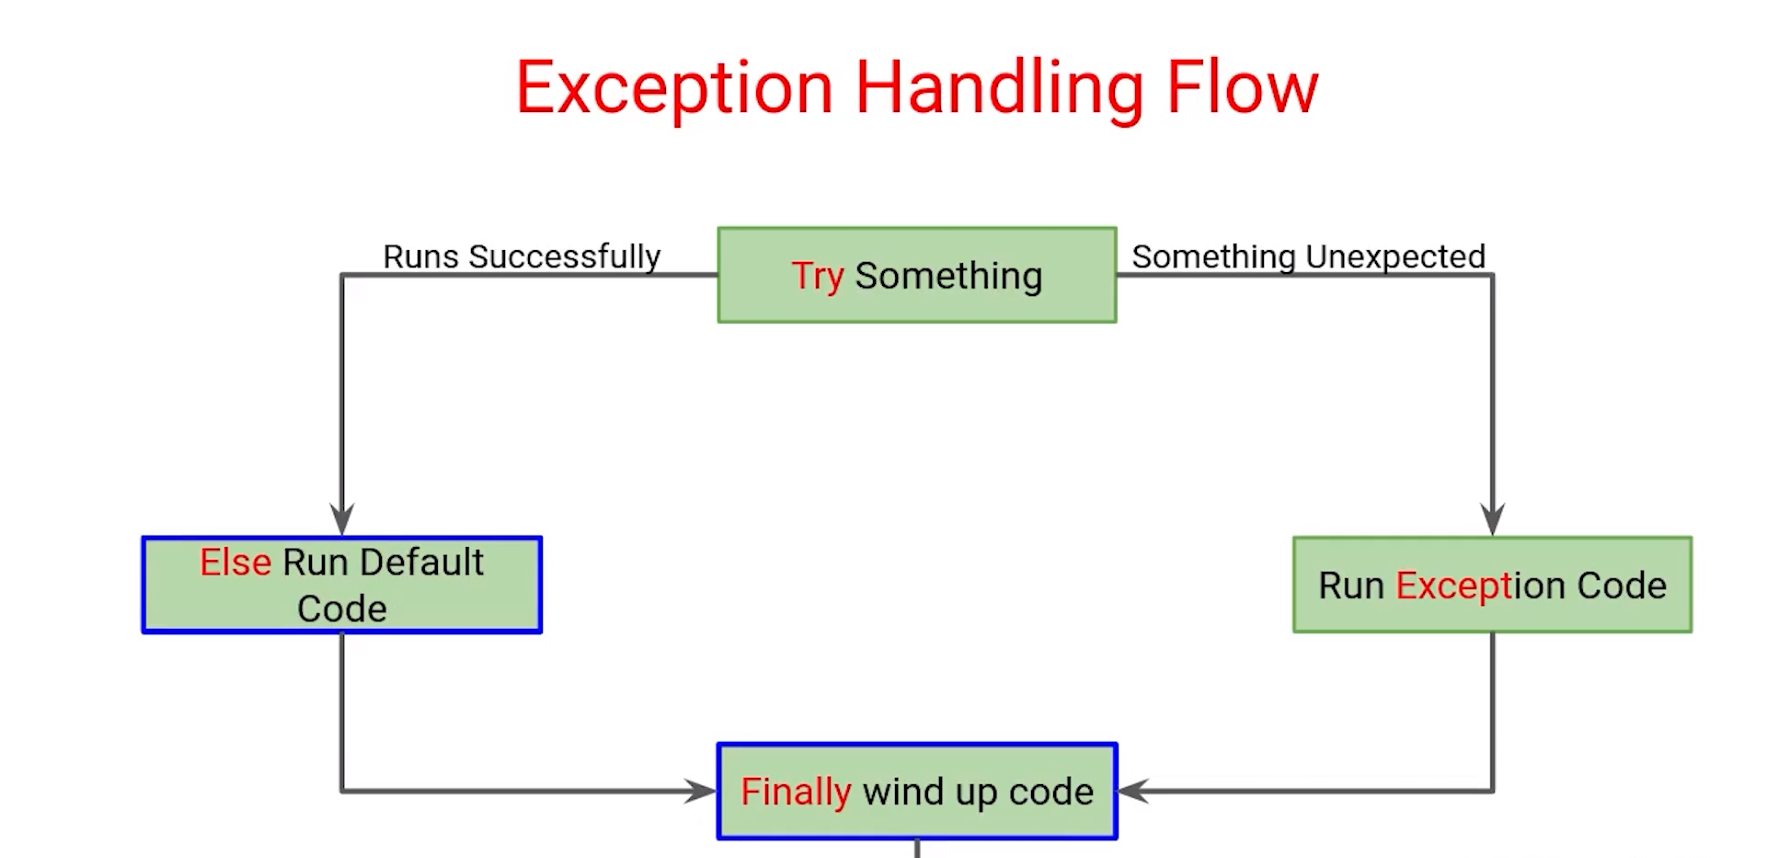 Exception Handling Flow
Runs Successfully
Try Something
Something Unexpected
Else Run Default
Code
Run Exception Code
Finally wind up code